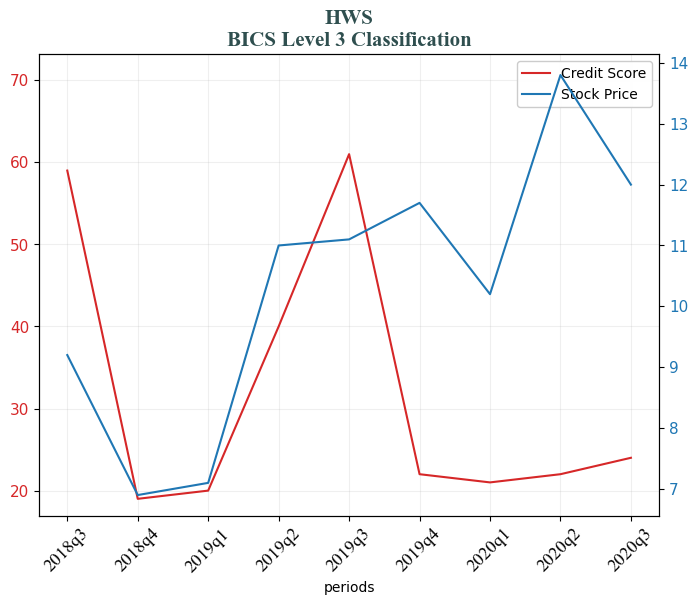 HWS
BICS Level 3 Classification
Credit Score
Stock Price
70
60
50
40
30
20
14
13
12
11
10
9
8
7
2018q3
2018q4
2019q1
2019q2
2019q3
2019q4
2020q1
2020q2
2020q3
periods